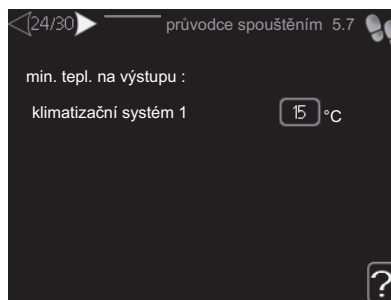 24/30 průvodce spouštěním 5.7
min. tepl. na výstupu :
klimatizační systém 1 15 °C
?